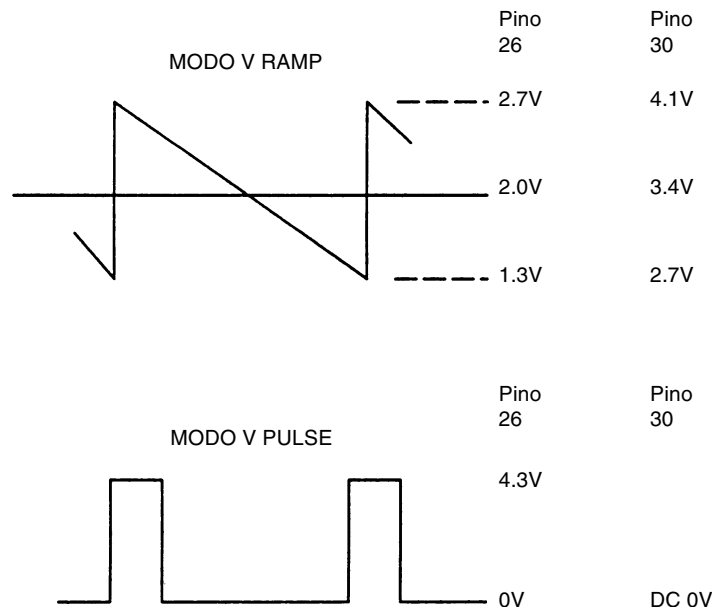 Pino 26
Pino 30
MODO V RAMP
2.7V 4.1V
2.0V 3.4V
1.3V 2.7V
Pino 26
Pino 30
MODO V PULSE
4.3V
0V DC 0V